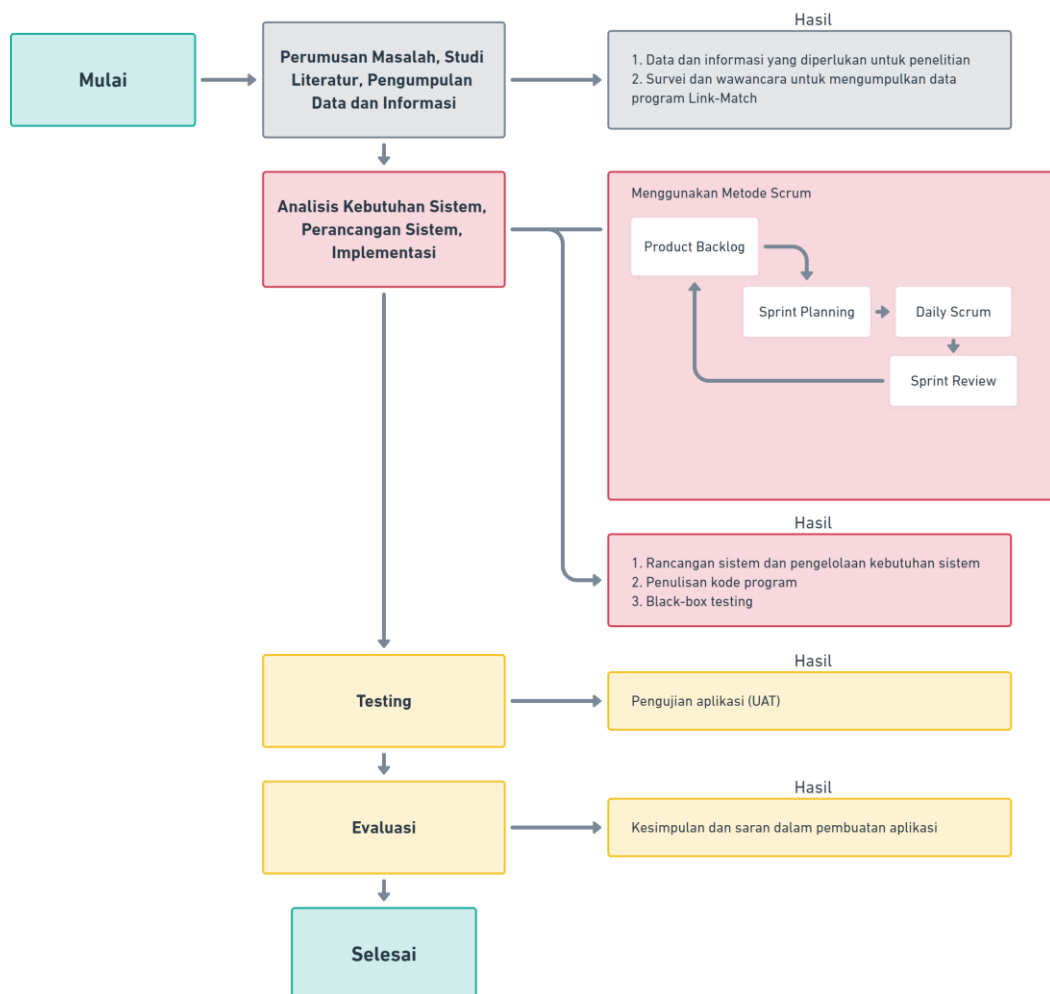 Mulai
Perumusan Masalah, Studi
Literatur, Pengumpulan
Data dan Informasi
Hasil
1. Data dan informasi yang diperlukan untuk penelitian
2. Survei dan wawancara untuk mengumpulkan data
program Link-Match
Analisis Kebutuhan Sistem,
Perancangan Sistem,
Implementasi
Menggunakan Metode Scrum
Product Backlog
Sprint Planning
Daily Scrum
Sprint Review
Hasil
1. Rancangan sistem dan pengelolaan kebutuhan sistem
2. Penulisan kode program
3. Black-box testing
Testing
Hasil
Pengujian aplikasi (UAT)
Evaluasi
Hasil
Kesimpulan dan saran dalam pembuatan aplikasi
Selesai